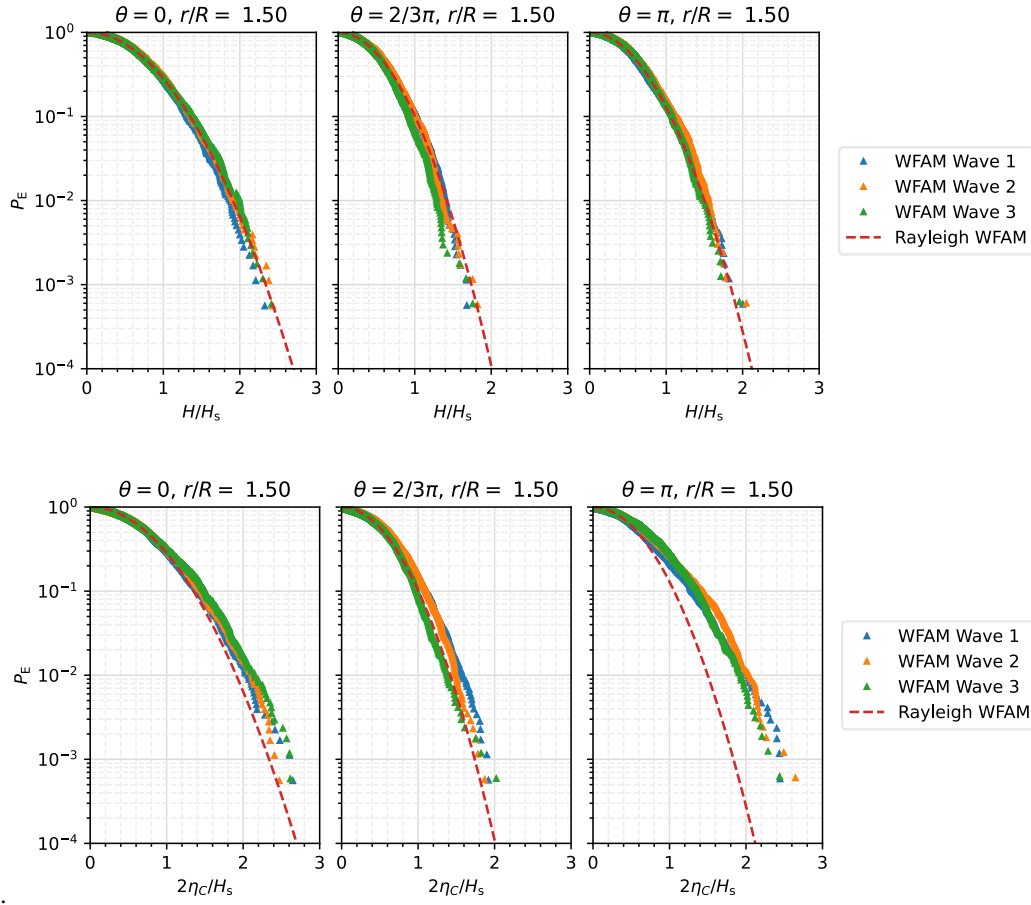 θ = 0, r/R = 1.50 θ = 2/3π, r/R = 1.50 θ = π, r/R = 1.50
10⁰
10⁻¹
10⁻²
10⁻³
10⁻⁴
P_E
0 1 2 3 0 1 2 3 0 1 2 3
H/H_s H/H_s H/H_s
WFAM Wave 1
WFAM Wave 2
WFAM Wave 3
Rayleigh WFAM
θ = 0, r/R = 1.50 θ = 2/3π, r/R = 1.50 θ = π, r/R = 1.50
10⁰
10⁻¹
10⁻²
10⁻³
10⁻⁴
P_E
0 1 2 3 0 1 2 3 0 1 2 3
2η_C/H_s 2η_C/H_s 2η_C/H_s
WFAM Wave 1
WFAM Wave 2
WFAM Wave 3
Rayleigh WFAM
.